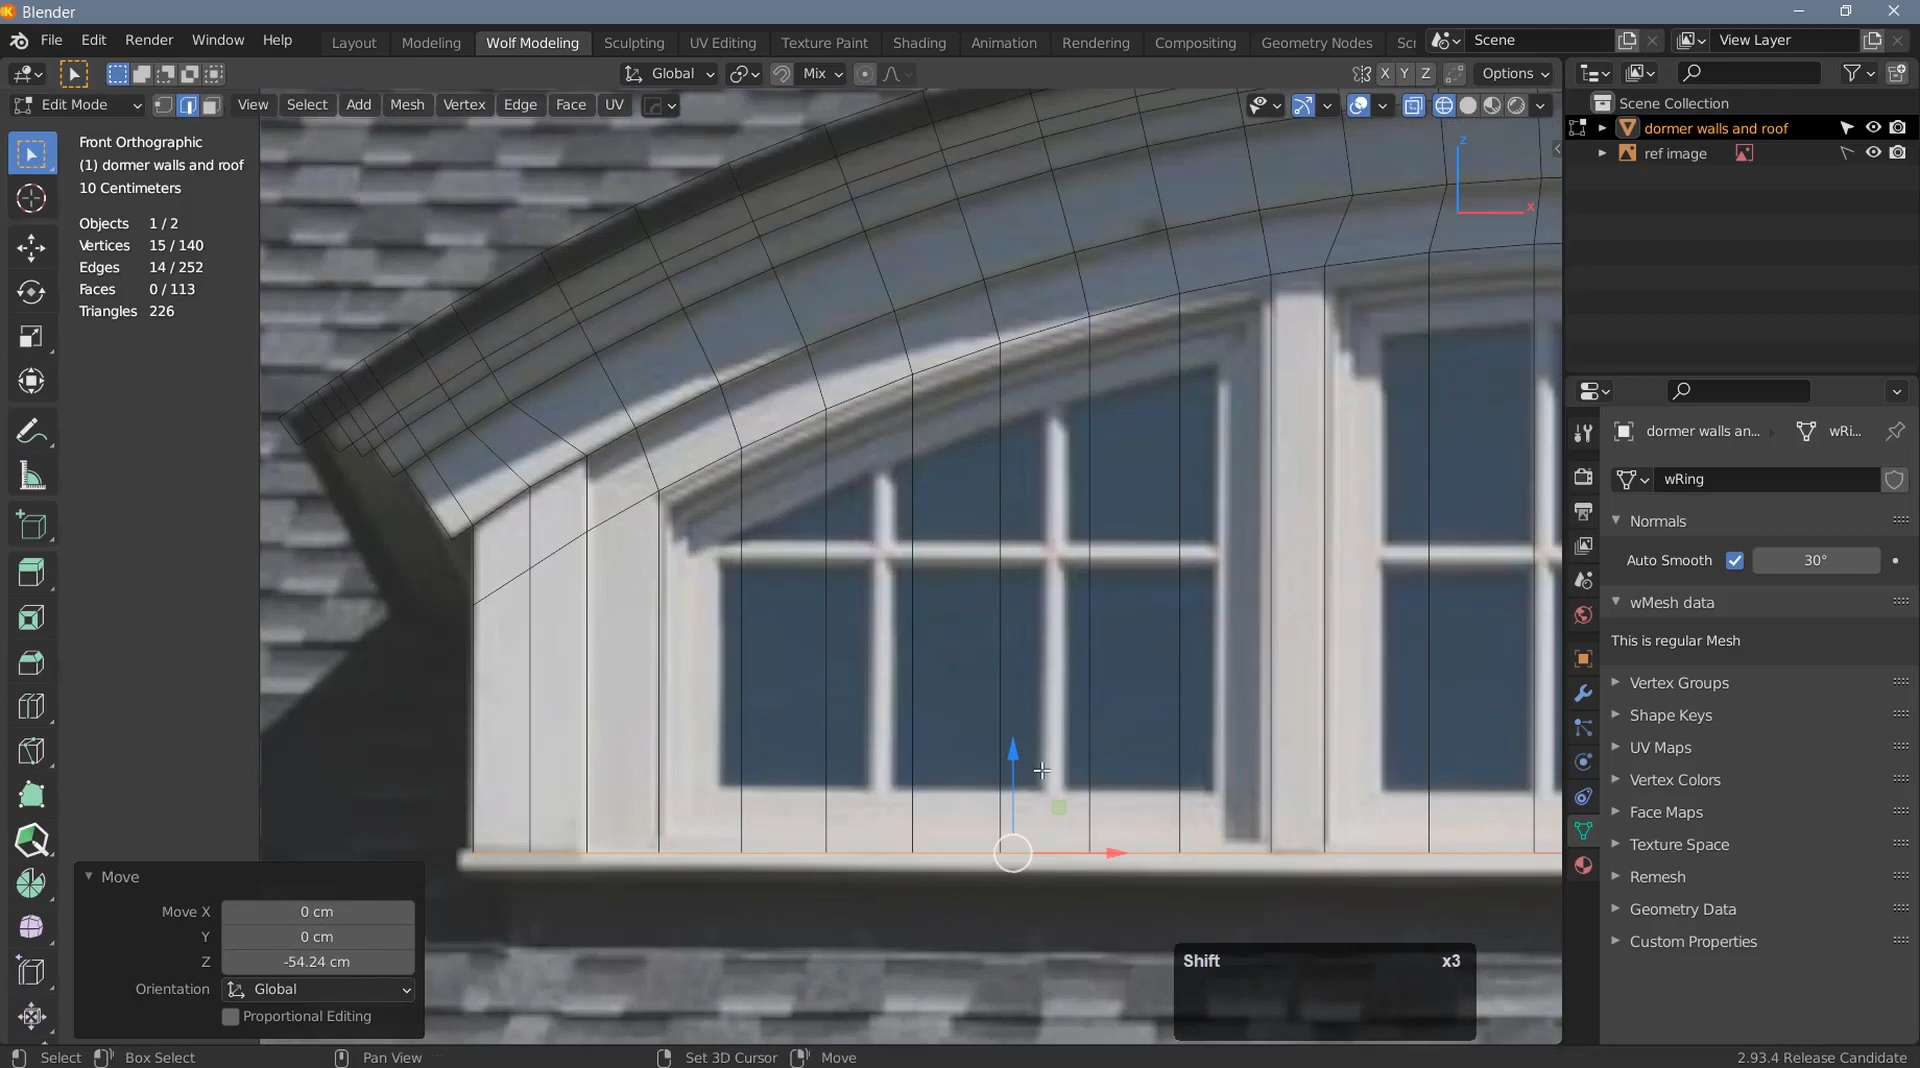 Blender
File Edit Render Window Help Layout Modeling Wolf Modeling Sculpting UV Editing Texture Paint Shading Animation Rendering Compositing Geometry Nodes Sc Scene View Layer
Global Mix X Y Z Options
Edit Mode View Select Add Mesh Vertex Edge Face UV
Scene Collection
dormer walls and roof
ref image
Front Orthographic
(1) dormer walls and roof
10 Centimeters
Objects 1 / 2
Vertices 15 / 140
Edges 14 / 252
Faces 0 / 113
Triangles 226
z
x
dormer walls an... wRi...
wRing
Normals
Auto Smooth 30°
wMesh data
This is regular Mesh
Vertex Groups
Shape Keys
UV Maps
Vertex Colors
Face Maps
Texture Space
Remesh
Geometry Data
Custom Properties
Move
Move X 0 cm
Y 0 cm
Z -54.24 cm
Orientation Global
Proportional Editing
Shift x3
Select Box Select Pan View Set 3D Cursor Move 2.93.4 Release Candidate